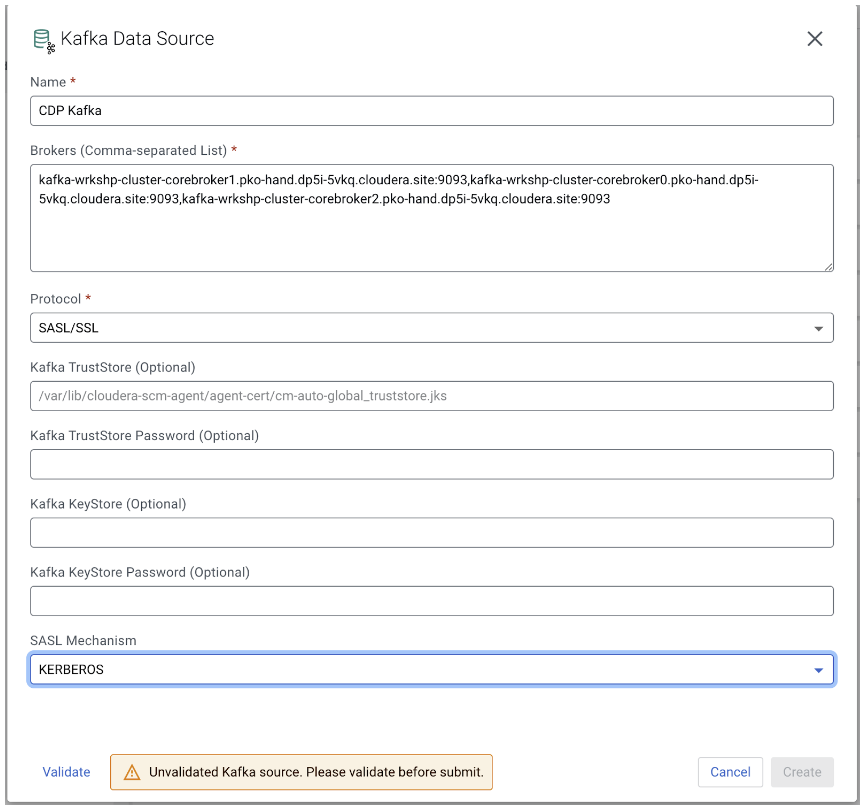 Kafka Data Source
Name *
CDP Kafka
Brokers (Comma-separated List) *
kafka-wrkshp-cluster-corebroker1.pko-hand.dp5i-5vkq.cloudera.site:9093,kafka-wrkshp-cluster-corebroker0.pko-hand.dp5i-
5vkq.cloudera.site:9093,kafka-wrkshp-cluster-corebroker2.pko-hand.dp5i-5vkq.cloudera.site:9093
Protocol *
SASL/SSL
Kafka TrustStore (Optional)
/var/lib/cloudera-scm-agent/agent-cert/cm-auto-global_truststore.jks
Kafka TrustStore Password (Optional)
Kafka KeyStore (Optional)
Kafka KeyStore Password (Optional)
SASL Mechanism
KERBEROS
Validate
Unvalidated Kafka source. Please validate before submit.
Cancel
Create